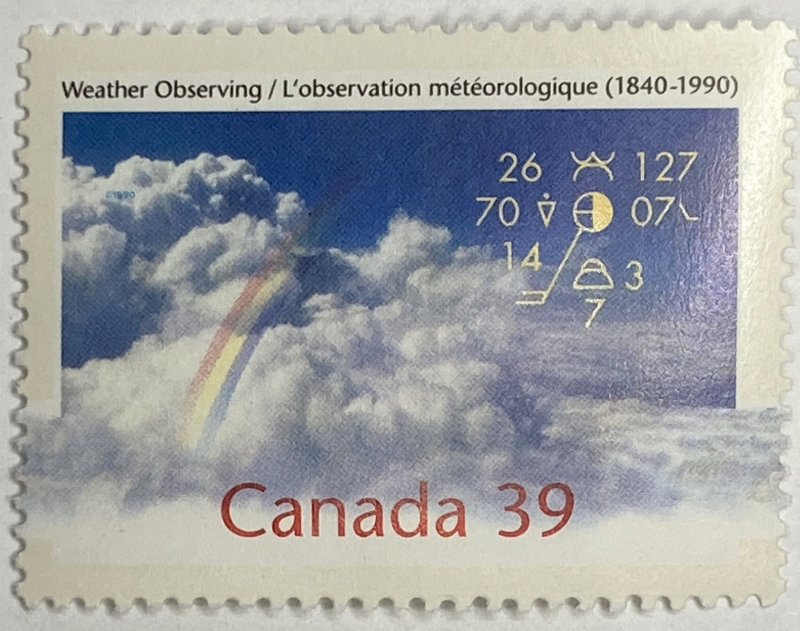 Weather Observing / L'observation météorologique (1840-1990)
©1990
26 127
70 07
14 3
7
Canada 39